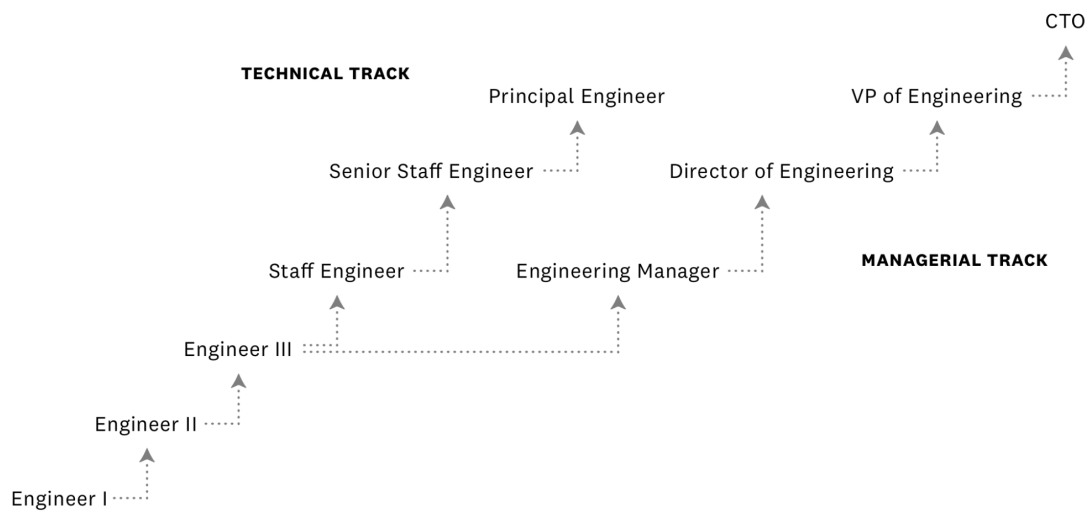 CTO
TECHNICAL TRACK
Principal Engineer
VP of Engineering
Senior Staff Engineer
Director of Engineering
MANAGERIAL TRACK
Staff Engineer
Engineering Manager
Engineer III
Engineer II
Engineer I